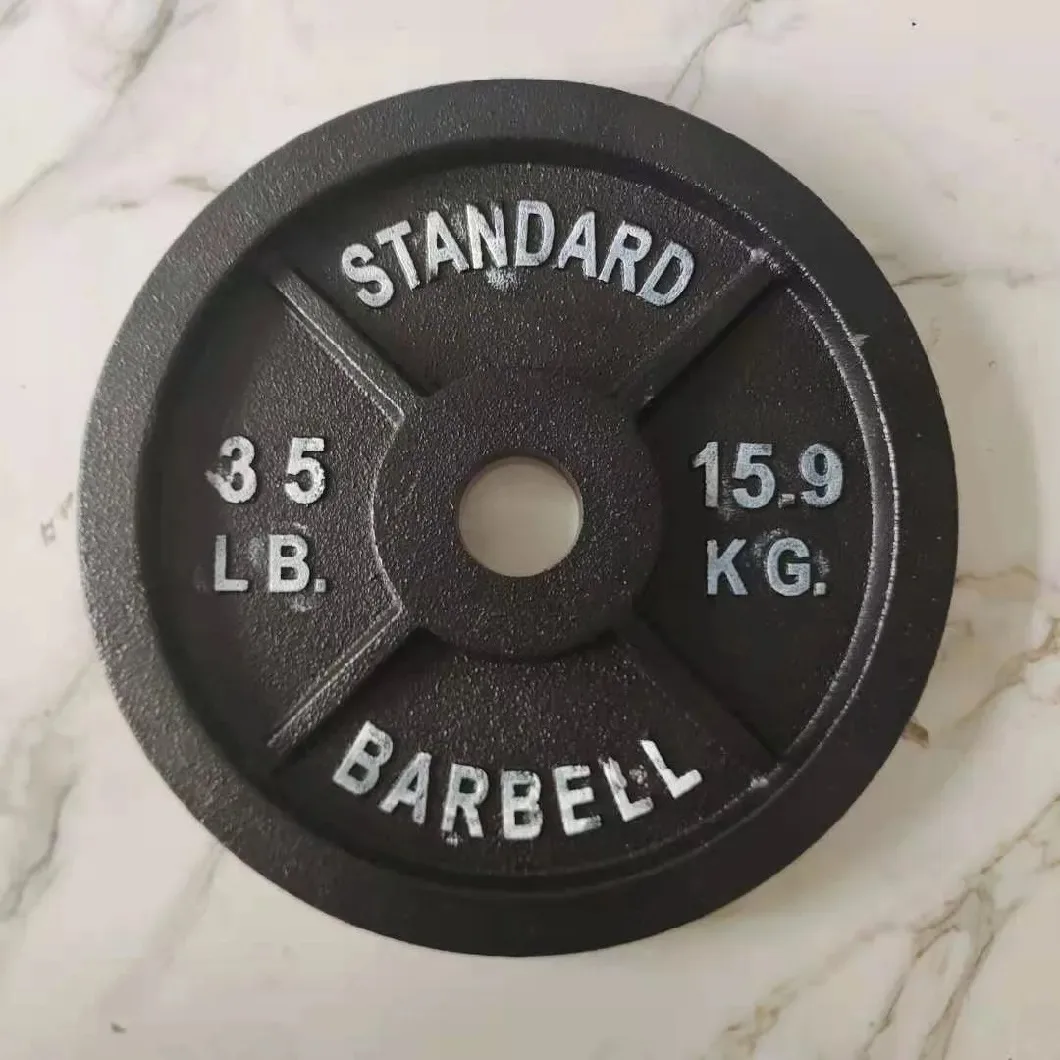 STANDARD
35
LB.
15.9
KG.
BARBELL